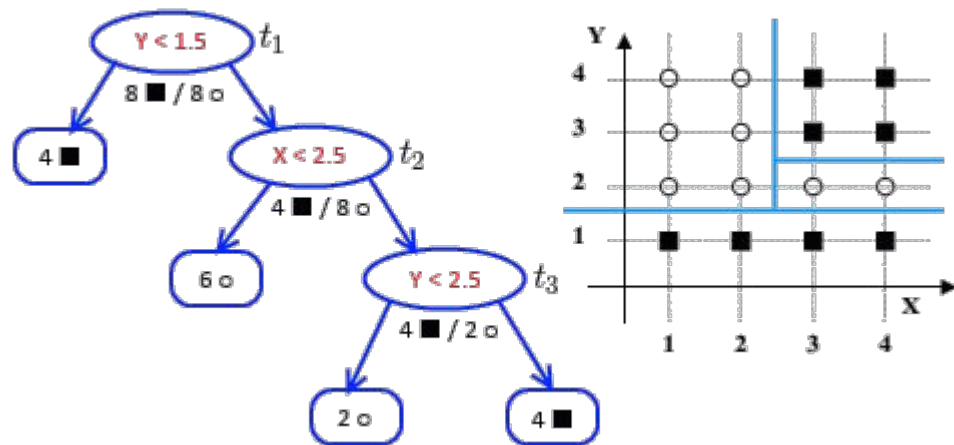 Y < 1.5 t₁
8 ■ / 8 ○
4 ■
X < 2.5 t₂
4 ■ / 8 ○
6 ○
Y < 2.5 t₃
4 ■ / 2 ○
2 ○
4 ■
Y
4
3
2
1
X
1 2 3 4